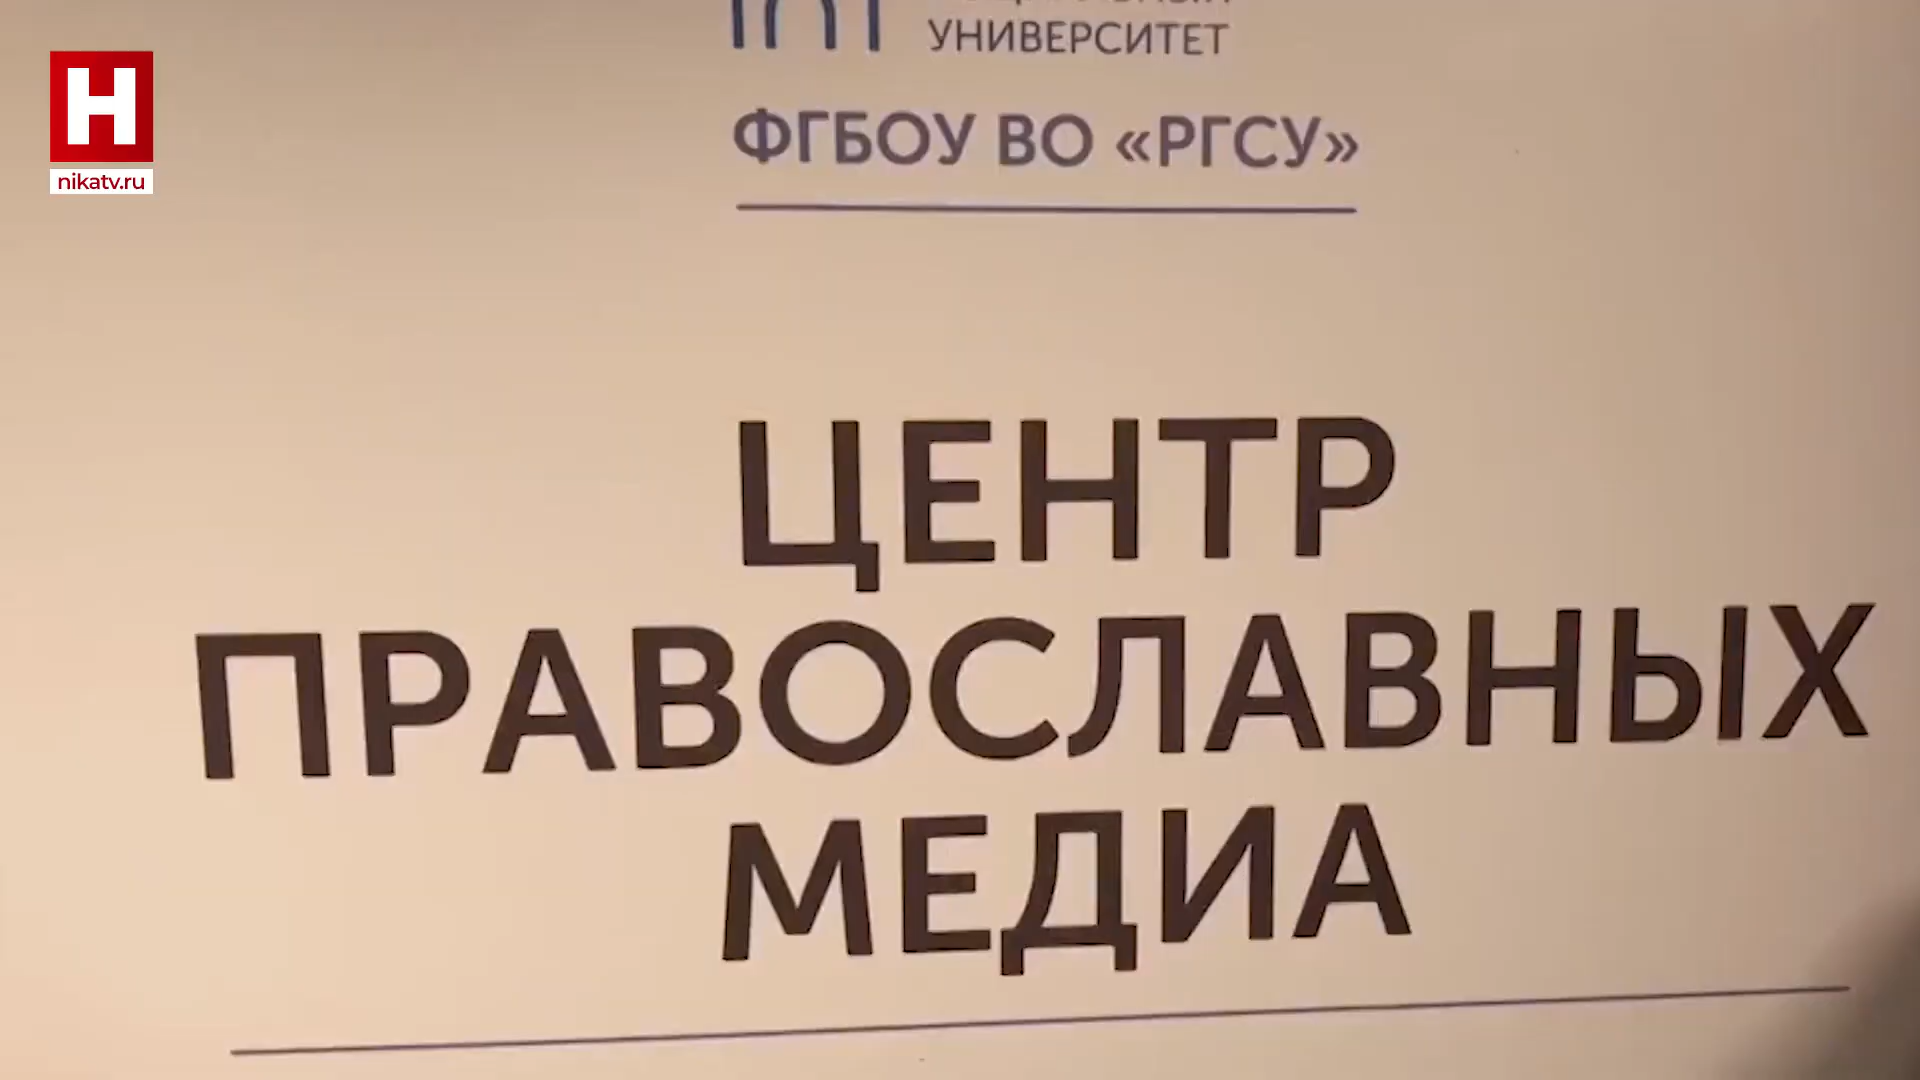 Н
nikatv.ru
УНИВЕРСИТЕТ
ФГБОУ ВО «РГСУ»
ЦЕНТР
ПРАВОСЛАВНЫХ
МЕДИА